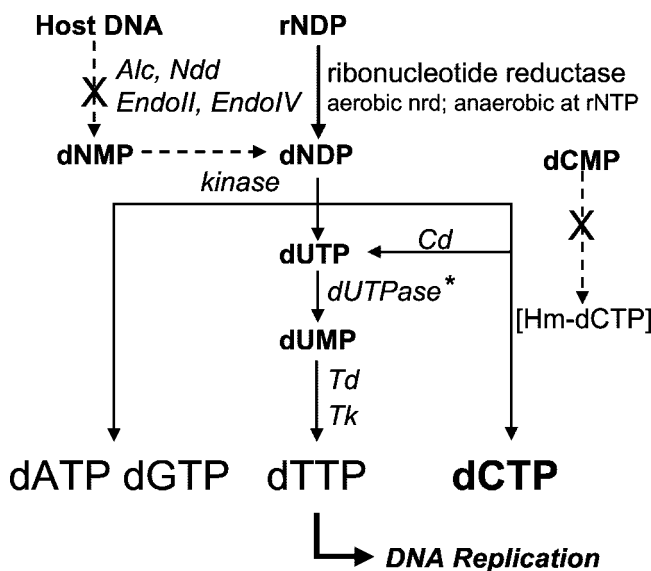 Host DNA
rNDP
X
Alc, Ndd
EndoII, EndoIV
ribonucleotide reductase
aerobic nrd; anaerobic at rNTP
dNMP
dNDP
dCMP
kinase
X
dUTP
Cd
dUTPase*
[Hm-dCTP]
dUMP
Td
Tk
dATP dGTP
dTTP
dCTP
DNA Replication